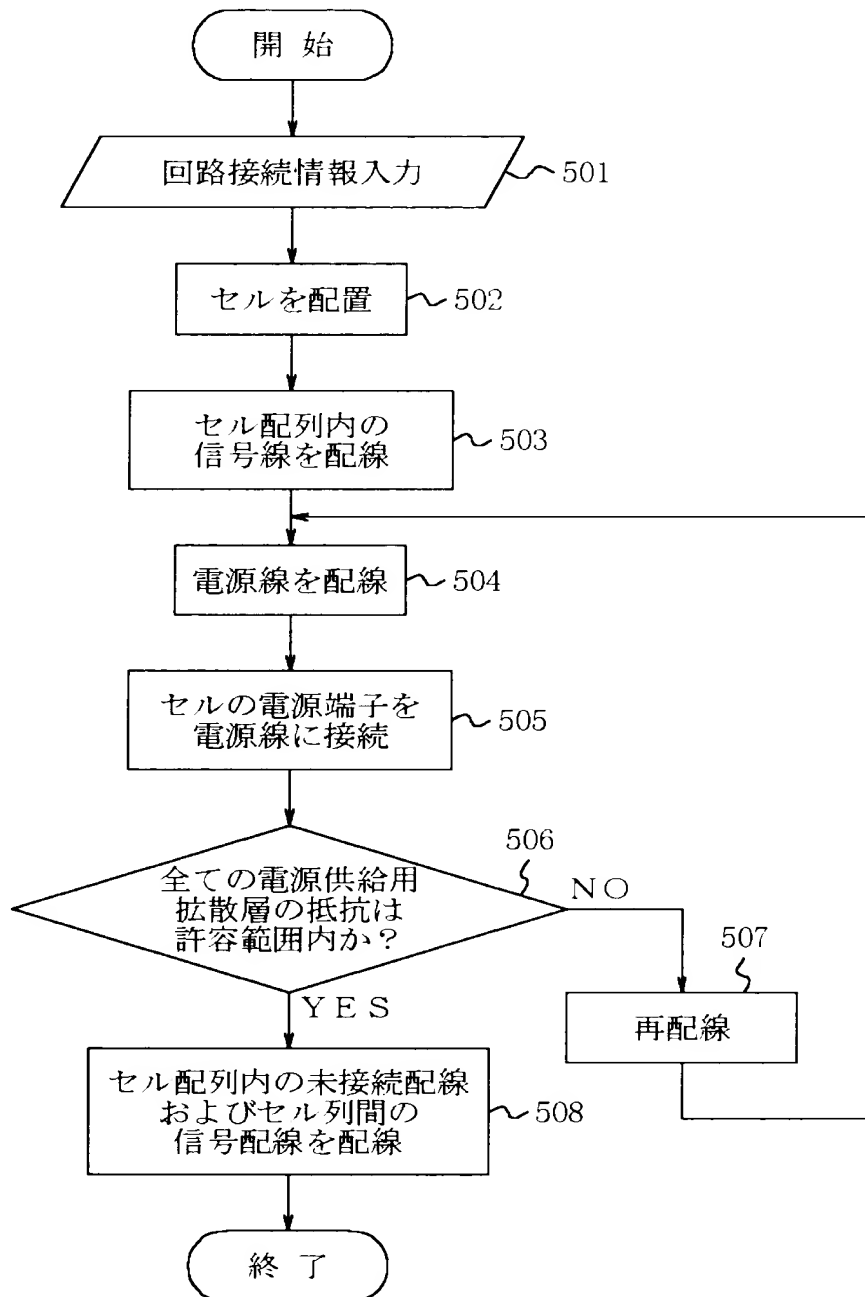 開始
回路接続情報入力
501
セルを配置
502
セル配列内の
信号線を配線
503
電源線を配線
504
セルの電源端子を
電源線に接続
505
506
全ての電源供給用
拡散層の抵抗は
許容範囲内か？
NO
507
YES
再配線
セル配列内の未接続配線
およびセル列間の
信号配線を配線
508
終了